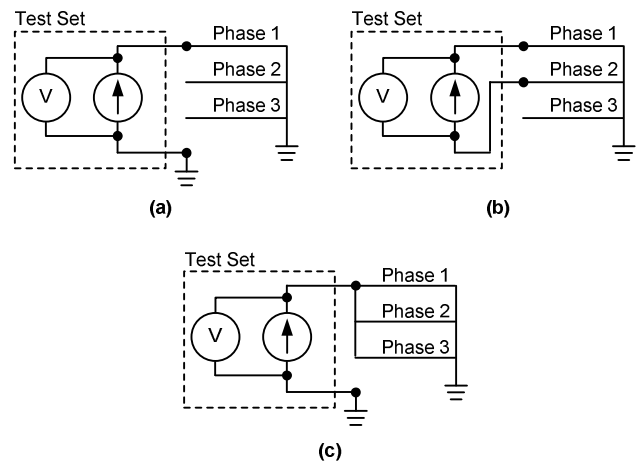 Test Set
V
Phase 1
Phase 2
Phase 3
(a)
Test Set
V
Phase 1
Phase 2
Phase 3
(b)
Test Set
V
Phase 1
Phase 2
Phase 3
(c)